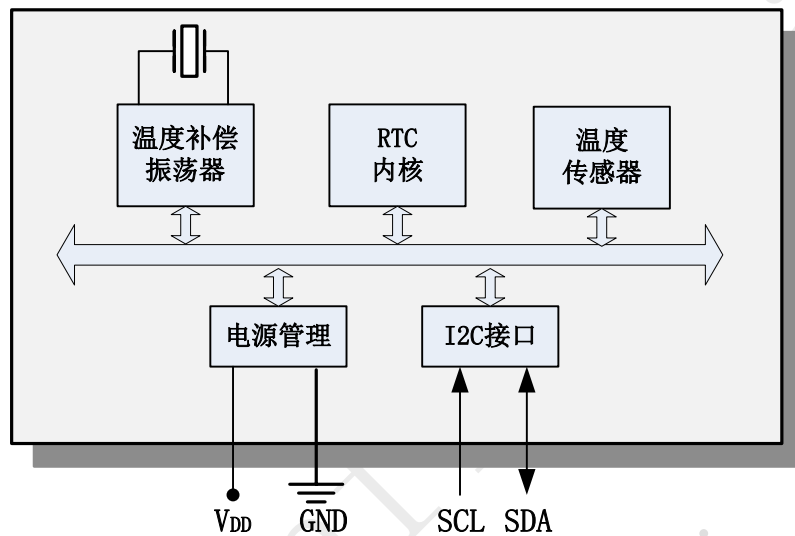 温度补偿
振荡器
RTC
内核
温度
传感器
电源管理
I2C接口
VDD GND SCL SDA